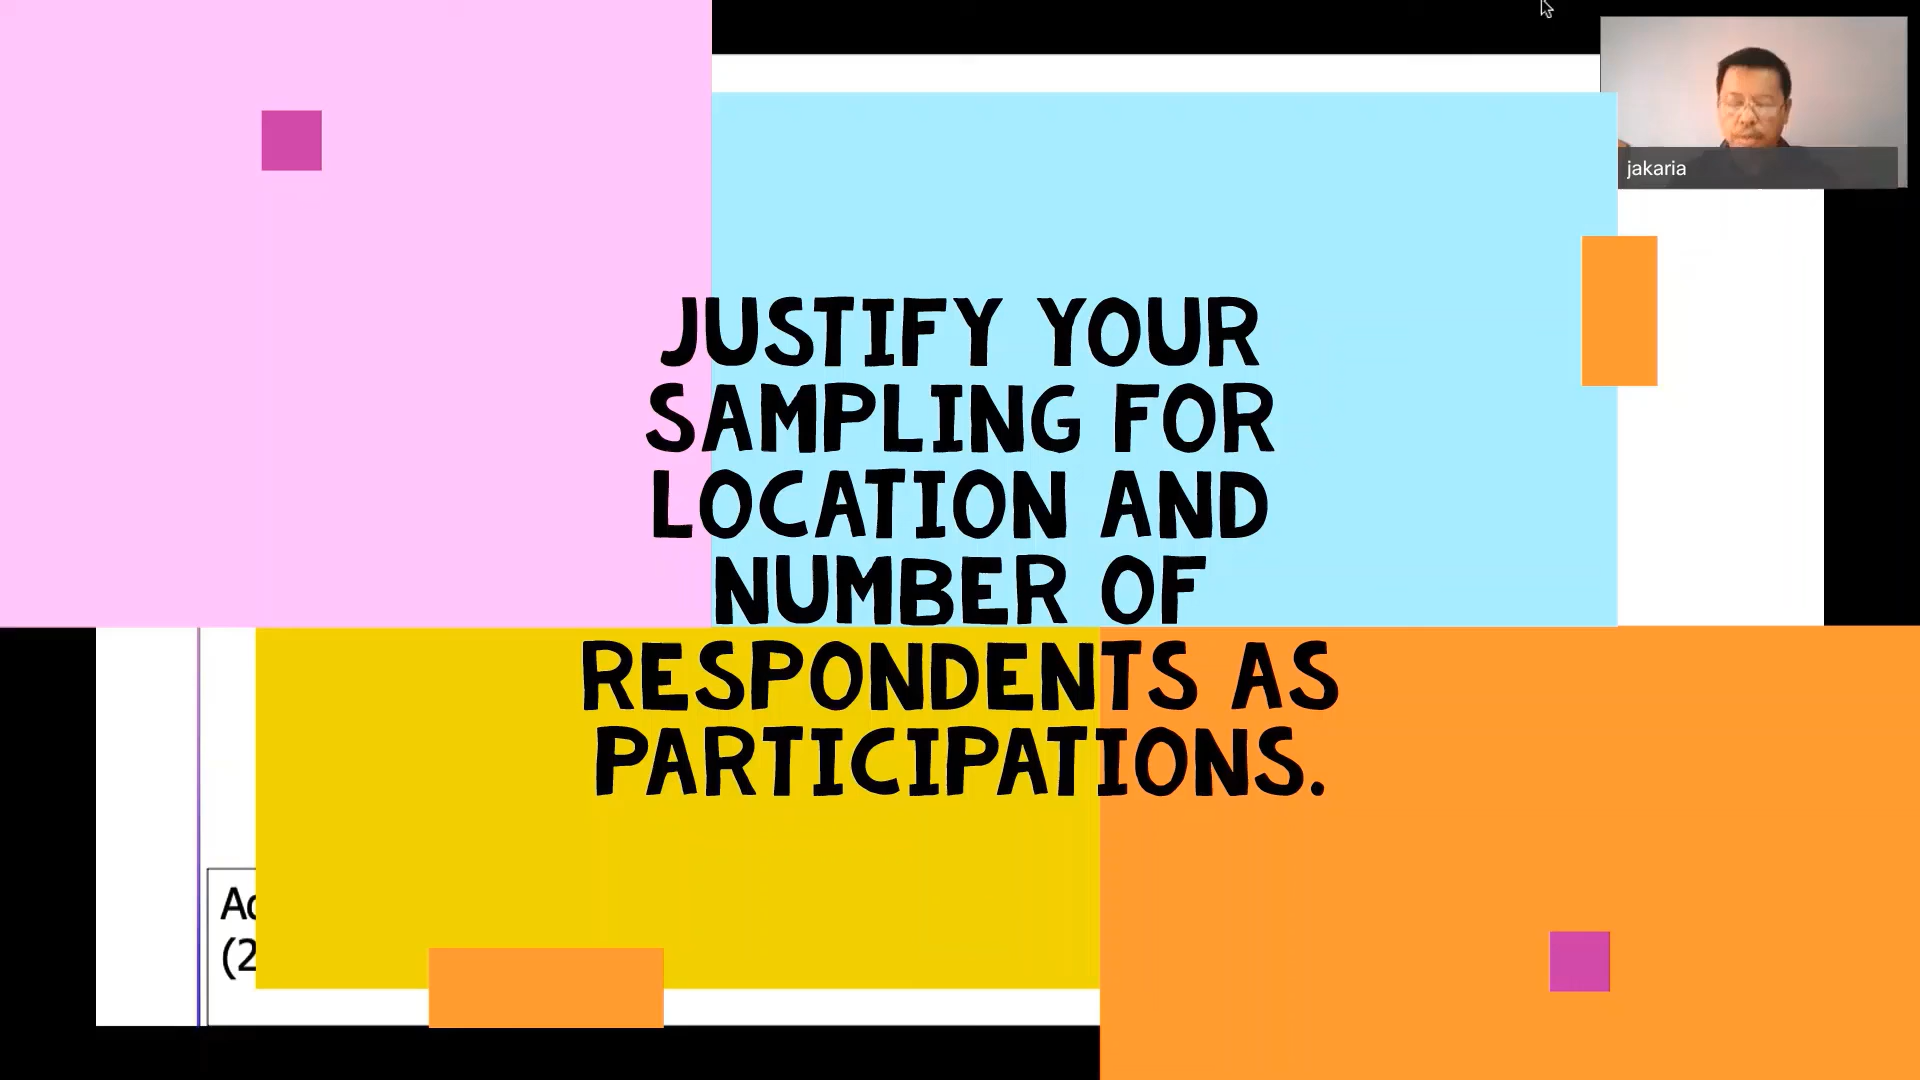 jakaria
JUSTIFY YOUR
SAMPLING FOR
LOCATION AND
NUMBER OF
RESPONDENTS AS
PARTICIPATIONS.